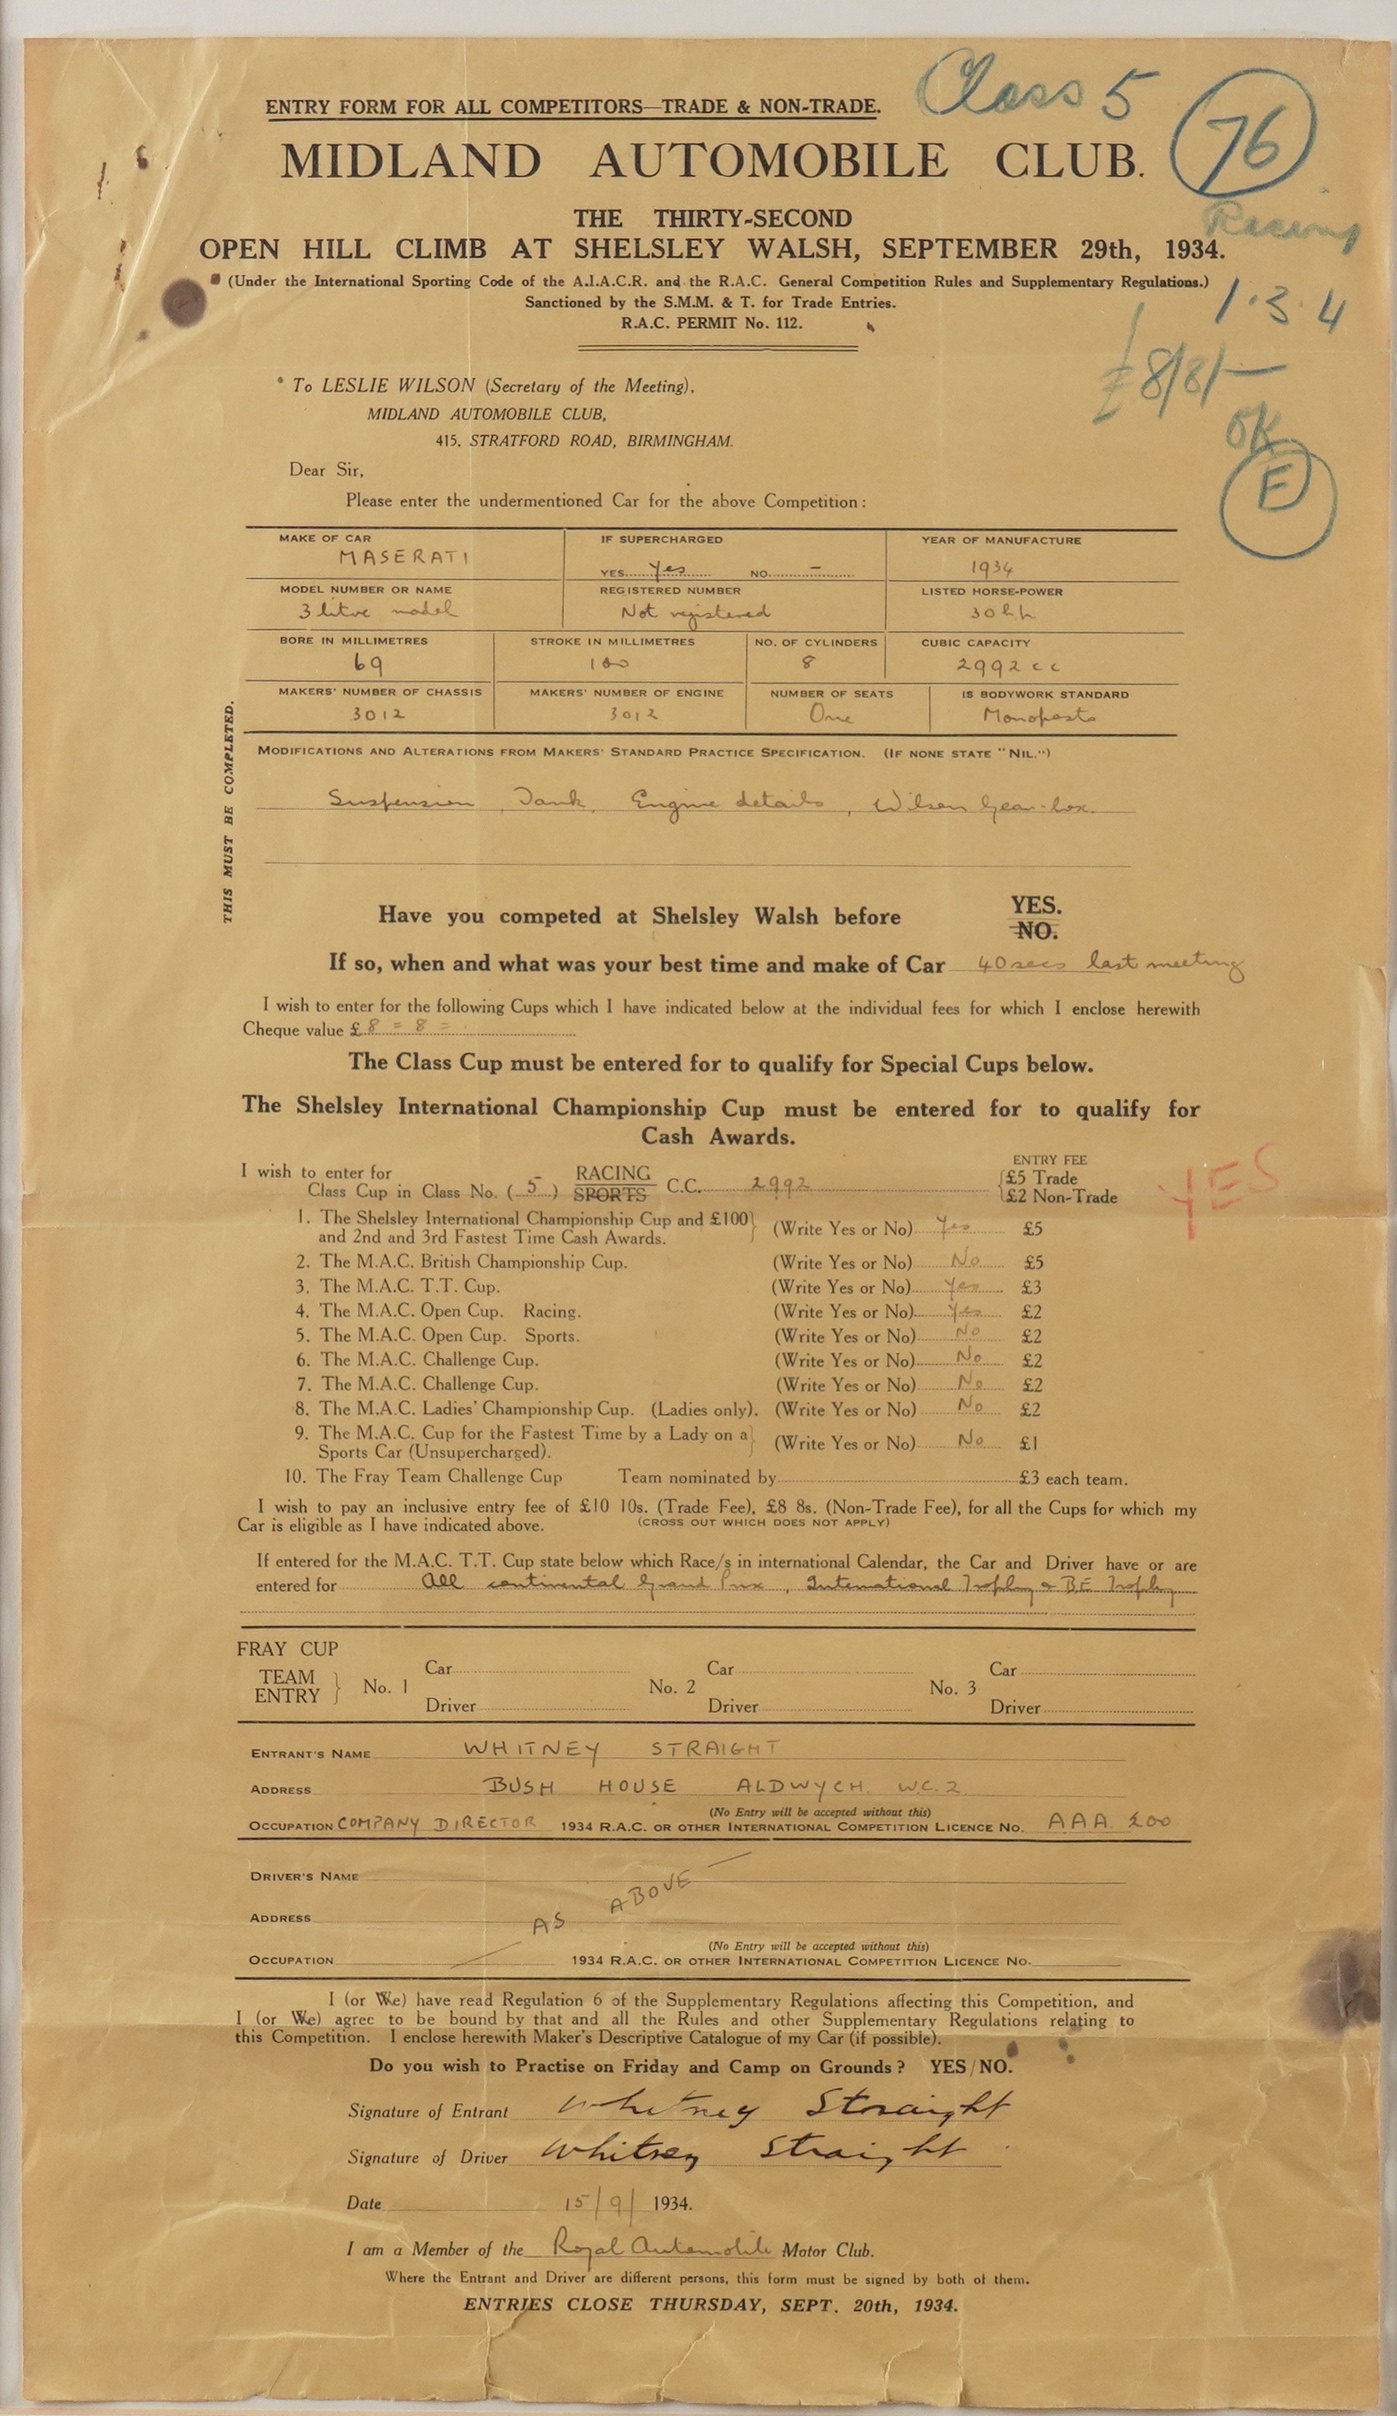 ENTRY FORM FOR ALL COMPETITORS—TRADE & NON-TRADE.
Class 5
76
MIDLAND AUTOMOBILE CLUB.
Racing
THE THIRTY-SECOND
OPEN HILL CLIMB AT SHELSLEY WALSH, SEPTEMBER 29th, 1934.
(Under the International Sporting Code of the A.I.A.C.R. and the R.A.C. General Competition Rules and Supplementary Regulations.)
Sanctioned by the S.M.M. & T. for Trade Entries.
1.3.4
R.A.C. PERMIT No. 112.
£8/8/-
OK
E
To LESLIE WILSON (Secretary of the Meeting),
MIDLAND AUTOMOBILE CLUB,
415, STRATFORD ROAD, BIRMINGHAM.
Dear Sir,
Please enter the undermentioned Car for the above Competition:
MAKE OF CAR IF SUPERCHARGED YEAR OF MANUFACTURE
MASERATI YES yes NO - 1934
MODEL NUMBER OR NAME REGISTERED NUMBER LISTED HORSE-POWER
3 litre model Not registered 30 hp
BORE IN MILLIMETRES STROKE IN MILLIMETRES NO. OF CYLINDERS CUBIC CAPACITY
69 100 8 2992 cc
MAKERS' NUMBER OF CHASSIS MAKERS' NUMBER OF ENGINE NUMBER OF SEATS IS BODYWORK STANDARD
3012 3012 One Monoposto
THIS MUST BE COMPLETED.
MODIFICATIONS AND ALTERATIONS FROM MAKERS' STANDARD PRACTICE SPECIFICATION. (IF NONE STATE "NIL.")
Suspension, Tank, Engine details, Wilson Gear-box.
Have you competed at Shelsley Walsh before YES.
NO.
If so, when and what was your best time and make of Car 40 secs last meeting
I wish to enter for the following Cups which I have indicated below at the individual fees for which I enclose herewith
Cheque value £ 8 = 8 =
The Class Cup must be entered for to qualify for Special Cups below.
The Shelsley International Championship Cup must be entered for to qualify for
Cash Awards.
ENTRY FEE
I wish to enter for RACING £5 Trade
Class Cup in Class No. (5) SPORTS C.C. 2992 £2 Non-Trade
YES
1. The Shelsley International Championship Cup and £100 (Write Yes or No) Yes £5
and 2nd and 3rd Fastest Time Cash Awards.
2. The M.A.C. British Championship Cup. (Write Yes or No) No £5
3. The M.A.C. T.T. Cup. (Write Yes or No) Yes £3
4. The M.A.C. Open Cup. Racing. (Write Yes or No) Yes £2
5. The M.A.C. Open Cup. Sports. (Write Yes or No) No £2
6. The M.A.C. Challenge Cup. (Write Yes or No) No £2
7. The M.A.C. Challenge Cup. (Write Yes or No) No £2
8. The M.A.C. Ladies' Championship Cup. (Ladies only). (Write Yes or No) No £2
9. The M.A.C. Cup for the Fastest Time by a Lady on a (Write Yes or No) No £1
Sports Car (Unsupercharged).
10. The Fray Team Challenge Cup Team nominated by £3 each team.
I wish to pay an inclusive entry fee of £10 10s. (Trade Fee), £8 8s. (Non-Trade Fee), for all the Cups for which my
Car is eligible as I have indicated above. (CROSS OUT WHICH DOES NOT APPLY)
If entered for the M.A.C. T.T. Cup state below which Race/s in international Calendar, the Car and Driver have or are
entered for All continental Grand Prix, International Trophy & B.E. Trophy
FRAY CUP
TEAM ENTRY
No. 1 Car Driver
No. 2 Car Driver
No. 3 Car Driver
ENTRANT'S NAME WHITNEY STRAIGHT
ADDRESS BUSH HOUSE ALDWYCH. W.C.2
(No Entry will be accepted without this)
OCCUPATION COMPANY DIRECTOR 1934 R.A.C. OR OTHER INTERNATIONAL COMPETITION LICENCE NO. AAA 200
DRIVER'S NAME
AS ABOVE
ADDRESS
(No Entry will be accepted without this)
OCCUPATION 1934 R.A.C. OR OTHER INTERNATIONAL COMPETITION LICENCE NO.
I (or We) have read Regulation 6 of the Supplementary Regulations affecting this Competition, and
I (or We) agree to be bound by that and all the Rules and other Supplementary Regulations relating to
this Competition. I enclose herewith Maker's Descriptive Catalogue of my Car (if possible).
Do you wish to Practise on Friday and Camp on Grounds? YES/NO.
Signature of Entrant Whitney Straight
Signature of Driver Whitney Straight
Date 15/9/ 1934.
I am a Member of the Royal Automobile Motor Club.
Where the Entrant and Driver are different persons, this form must be signed by both of them.
ENTRIES CLOSE THURSDAY, SEPT. 20th, 1934.